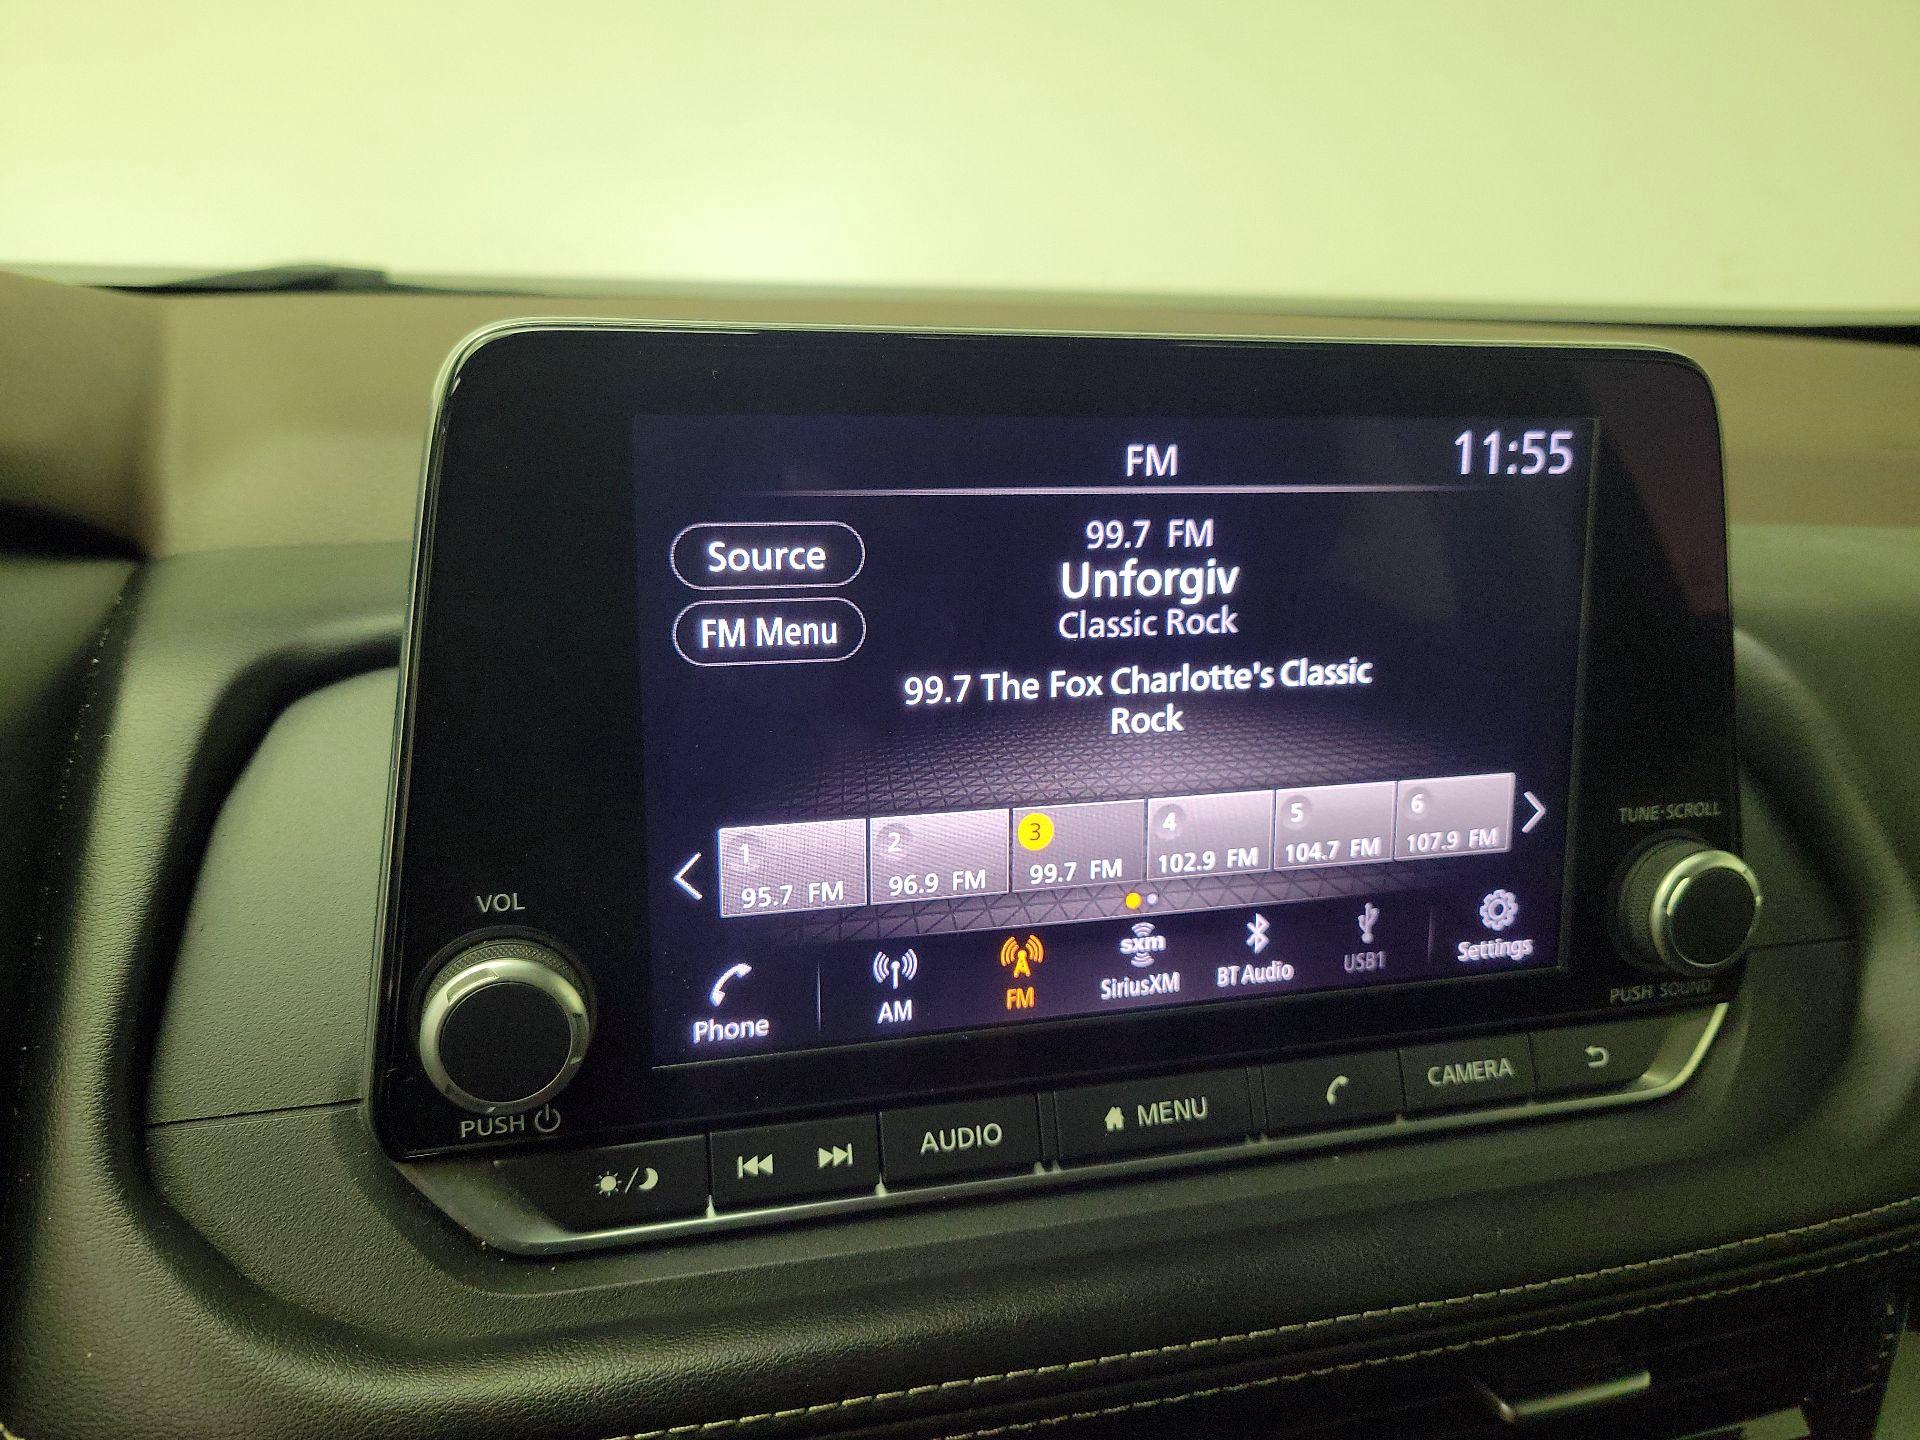 FM
11:55
Source
99.7 FM
Unforgiv
Classic Rock
FM Menu
99.7 The Fox Charlotte's Classic
Rock
1
95.7 FM
2
96.9 FM
3
99.7 FM
4
102.9 FM
5
104.7 FM
6
107.9 FM
Phone
AM
FM
sxm
SiriusXM
BT Audio
USB1
Settings
VOL
PUSH
TUNE·SCROLL
PUSH SOUND
AUDIO
MENU
CAMERA